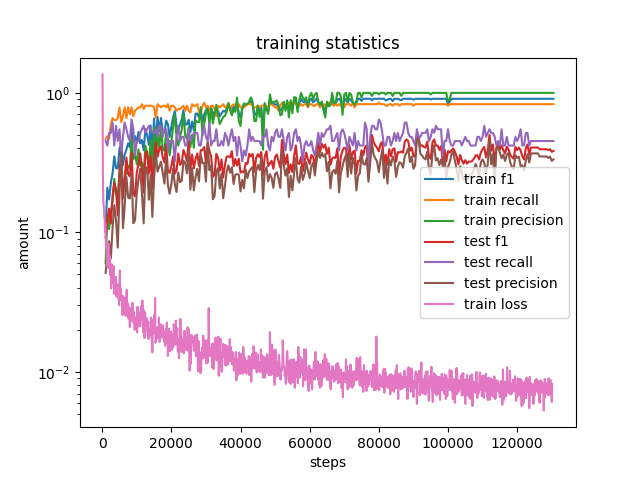 training statistics
amount
10⁰
10⁻¹
10⁻²
train f1
train recall
train precision
test f1
test recall
test precision
train loss
0 20000 40000 60000 80000 100000 120000
steps